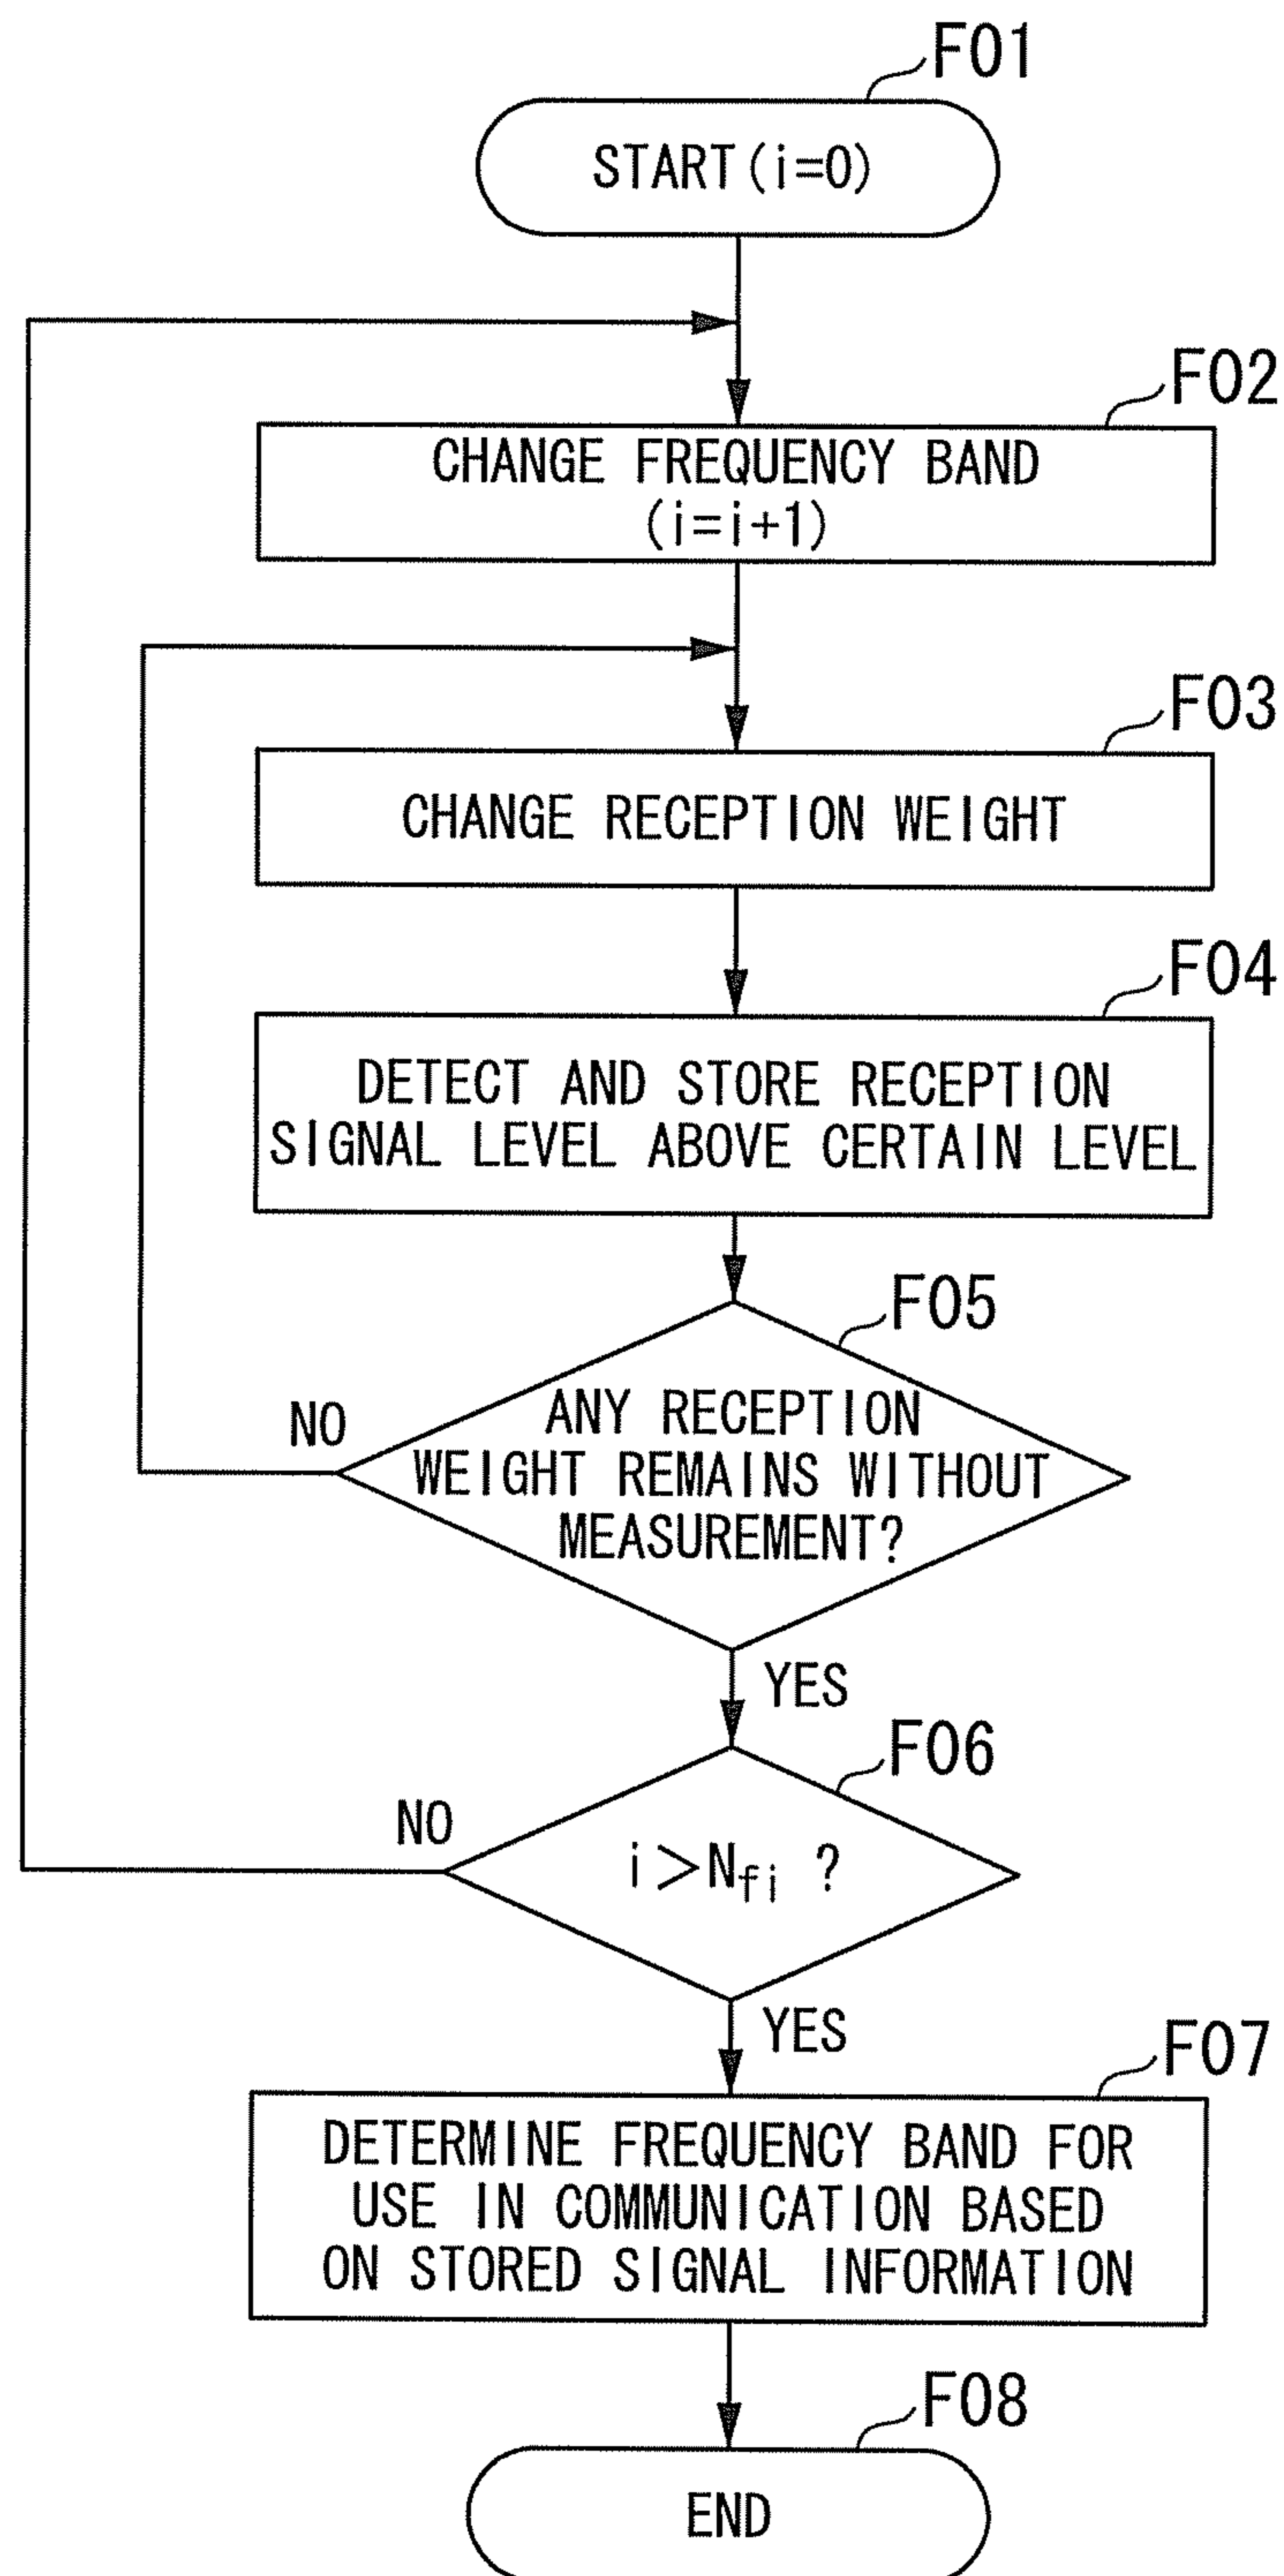 F01
START(i=0)
F02
CHANGE FREQUENCY BAND
(i=i+1)
F03
CHANGE RECEPTION WEIGHT
F04
DETECT AND STORE RECEPTION
SIGNAL LEVEL ABOVE CERTAIN LEVEL
F05
ANY RECEPTION
WEIGHT REMAINS WITHOUT
MEASUREMENT?
NO
YES
F06
i>Nfi ?
NO
YES
F07
DETERMINE FREQUENCY BAND FOR
USE IN COMMUNICATION BASED
ON STORED SIGNAL INFORMATION
F08
END